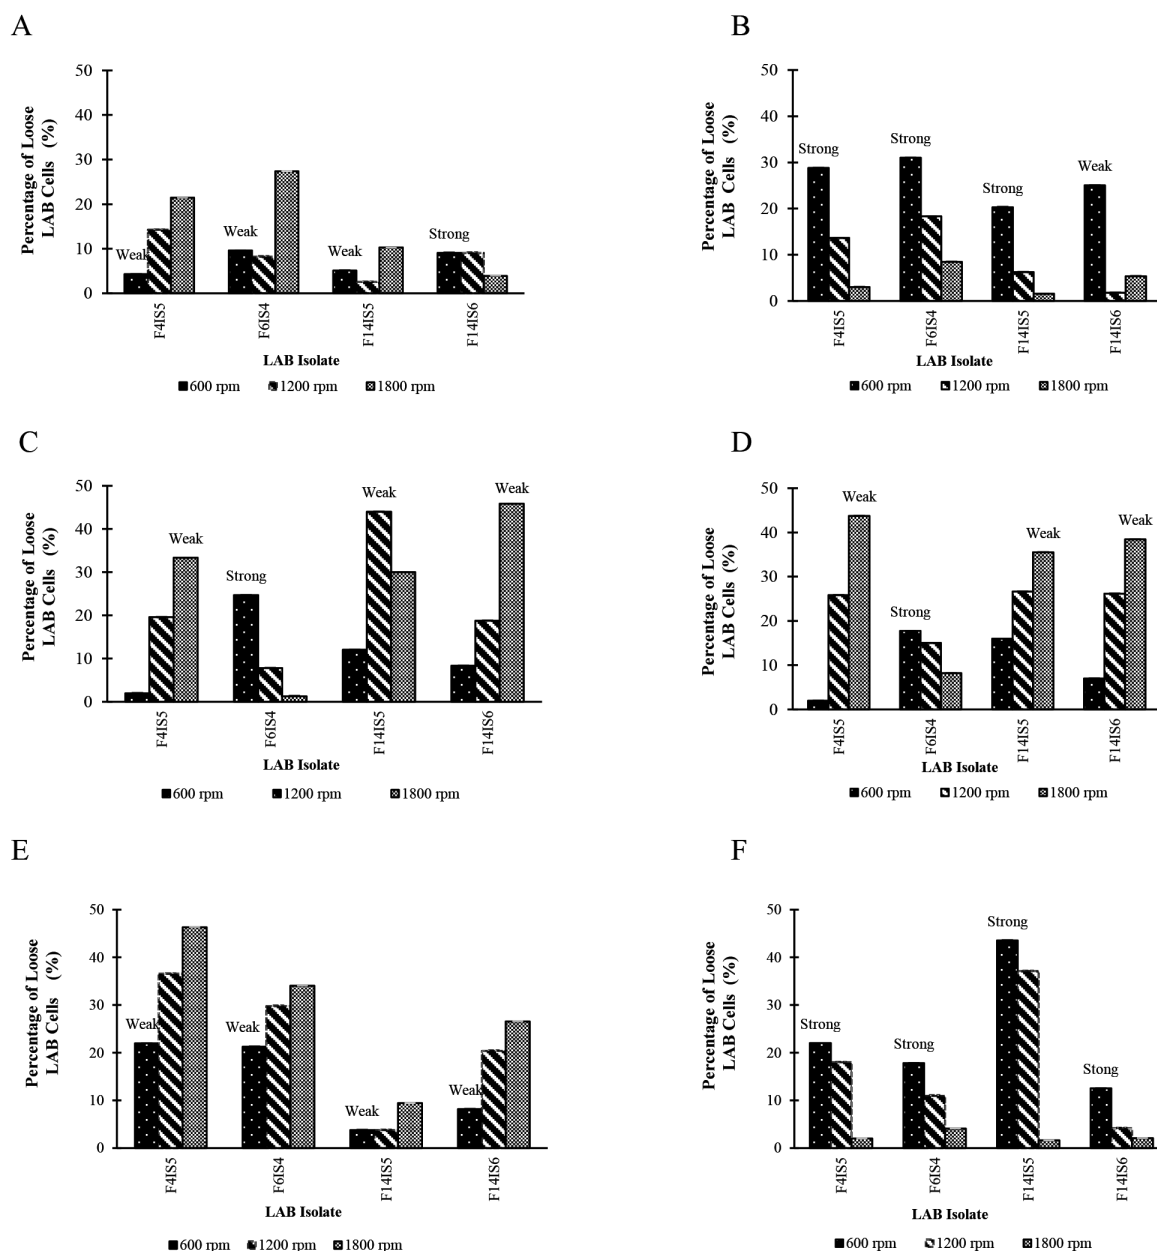 A
Percentage of Loose
LAB Cells (%)
50
40
30
20
10
0
Weak
Weak
Weak
Strong
F4IS5
F6IS4
F14IS5
F14IS6
LAB Isolate
600 rpm 1200 rpm 1800 rpm
B
Percentage of Loose
LAB Cells (%)
50
40
30
20
10
0
Strong
Strong
Strong
Weak
F4IS5
F6IS4
F14IS5
F14IS6
LAB Isolate
600 rpm 1200 rpm 1800 rpm
C
Percentage of Loose
LAB Cells (%)
50
40
30
20
10
0
Weak
Strong
Weak
Weak
F4IS5
F6IS4
F14IS5
F14IS6
LAB Isolate
600 rpm 1200 rpm 1800 rpm
D
Percentage of Loose
LAB Cells (%)
50
40
30
20
10
0
Weak
Strong
Weak
Weak
F4IS5
F6IS4
F14IS5
F14IS6
LAB Isolate
600 rpm 1200 rpm 1800 rpm
E
Percentage of Loose
LAB Cells (%)
50
40
30
20
10
0
Weak
Weak
Weak
Weak
F4IS5
F6IS4
F14IS5
F14IS6
LAB Isolate
600 rpm 1200 rpm 1800 rpm
F
Percentage of Loose
LAB Cells (%)
50
40
30
20
10
0
Strong
Strong
Strong
Stong
F4IS5
F6IS4
F14IS5
F14IS6
LAB Isolate
600 rpm 1200 rpm 1800 rpm